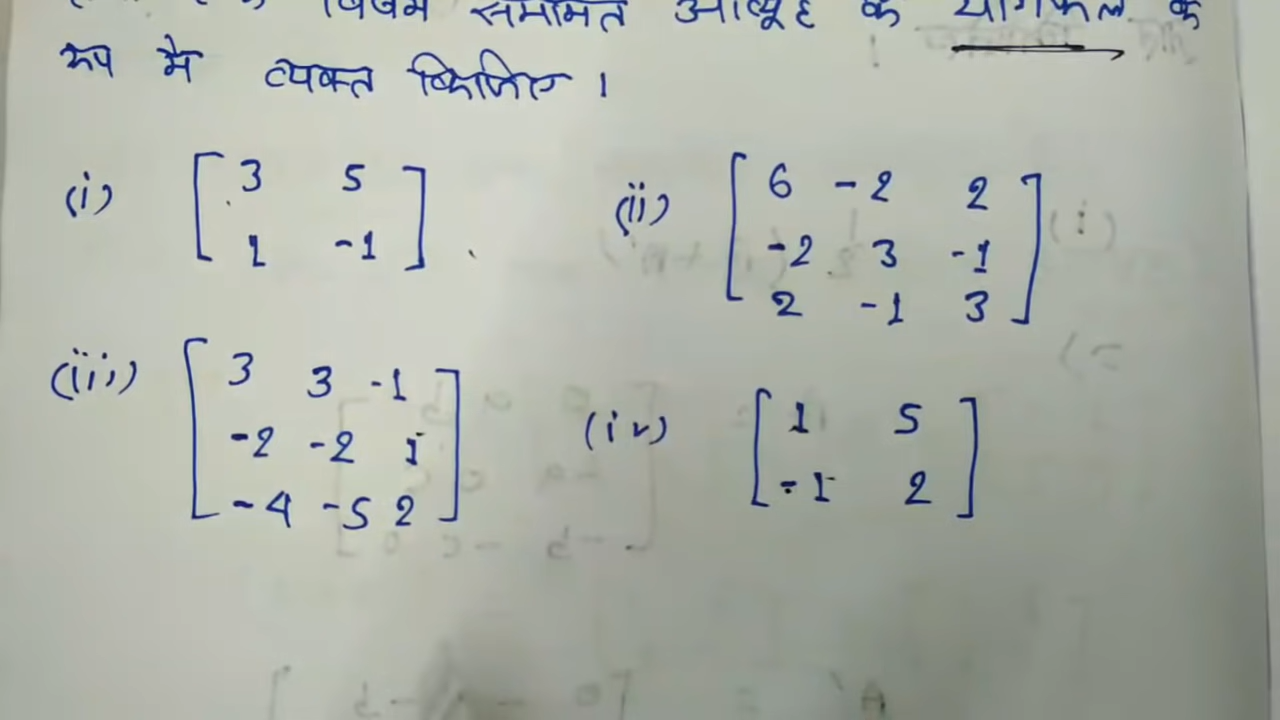 विषम सममित आव्यूह के योगफल के
रूप में व्यक्त किजिए ।
(i) [ 3 5 (ii) [ 6 -2 2
1 -1 ] . -2 3 -1
2 -1 3 ]
(iii) [ 3 3 -1 (iv) [ 1 5
-2 -2 1 -1 2 ]
-4 -5 2 ]